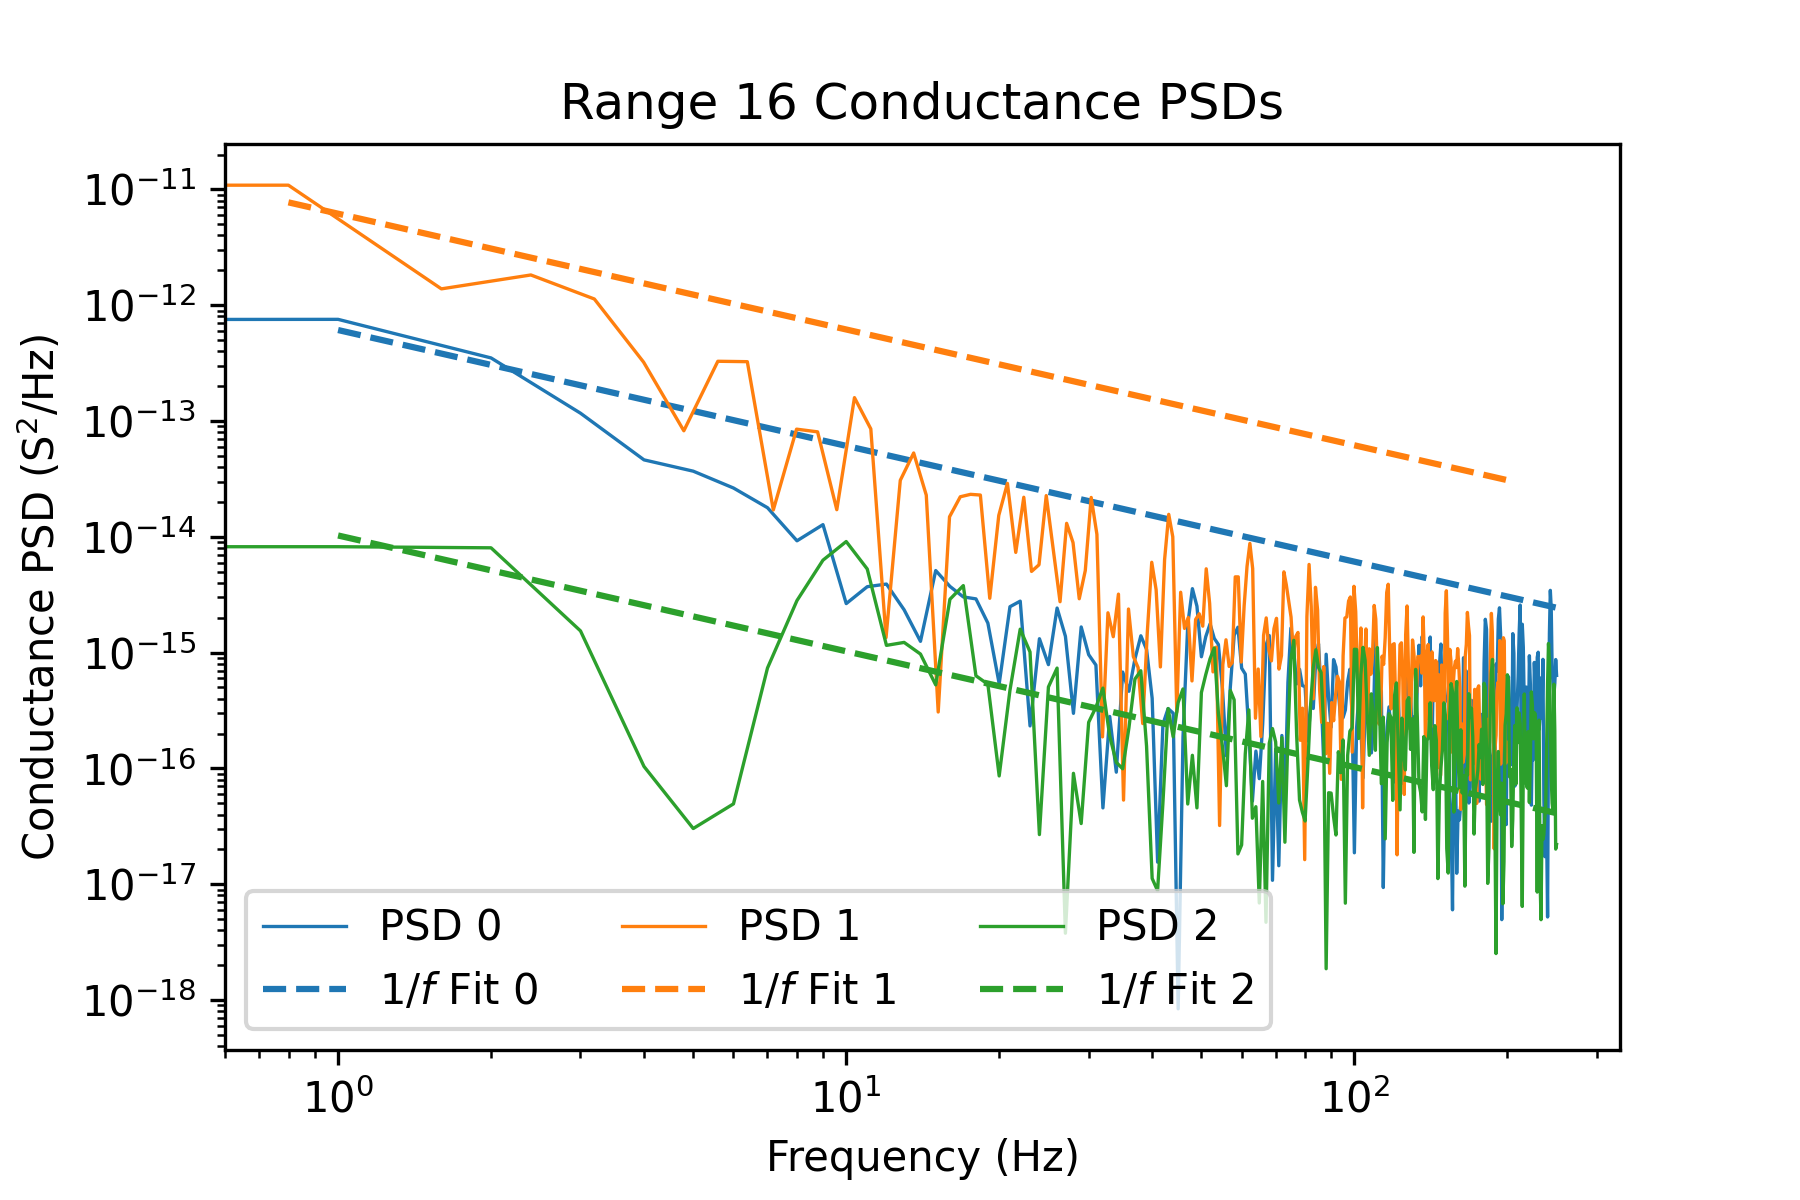 Range 16 Conductance PSDs
Conductance PSD (S²/Hz)
10⁻¹¹
10⁻¹²
10⁻¹³
10⁻¹⁴
10⁻¹⁵
10⁻¹⁶
10⁻¹⁷
10⁻¹⁸
PSD 0 PSD 1 PSD 2
1/f Fit 0 1/f Fit 1 1/f Fit 2
10⁰ 10¹ 10²
Frequency (Hz)